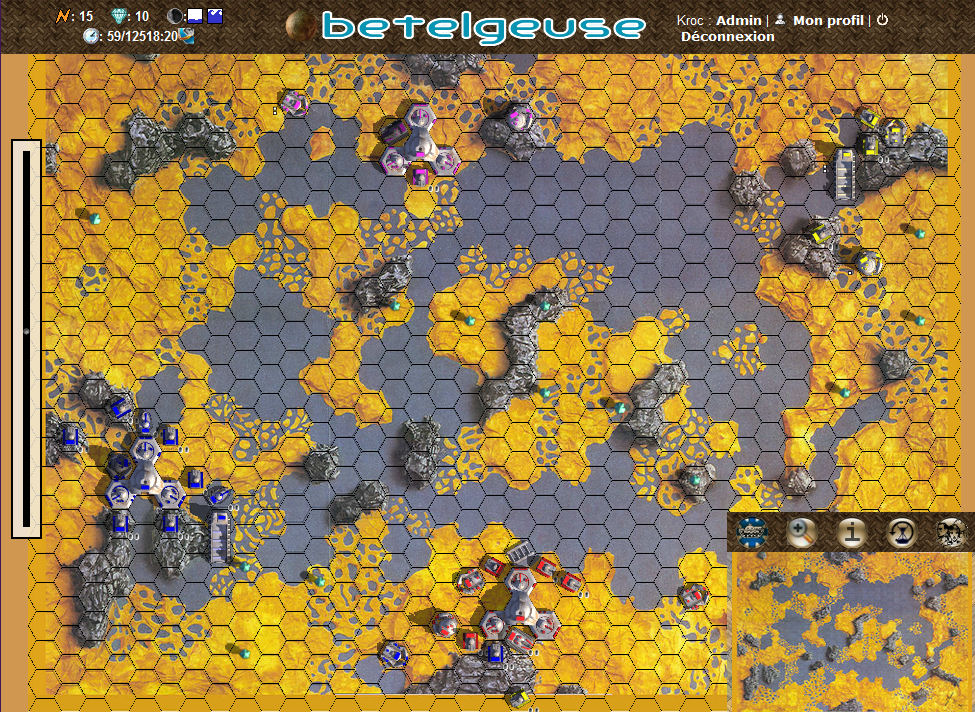 : 15 : 10 :
: 59/12518:20
betelgeuse
Kroc : Admin | Mon profil |
Déconnexion